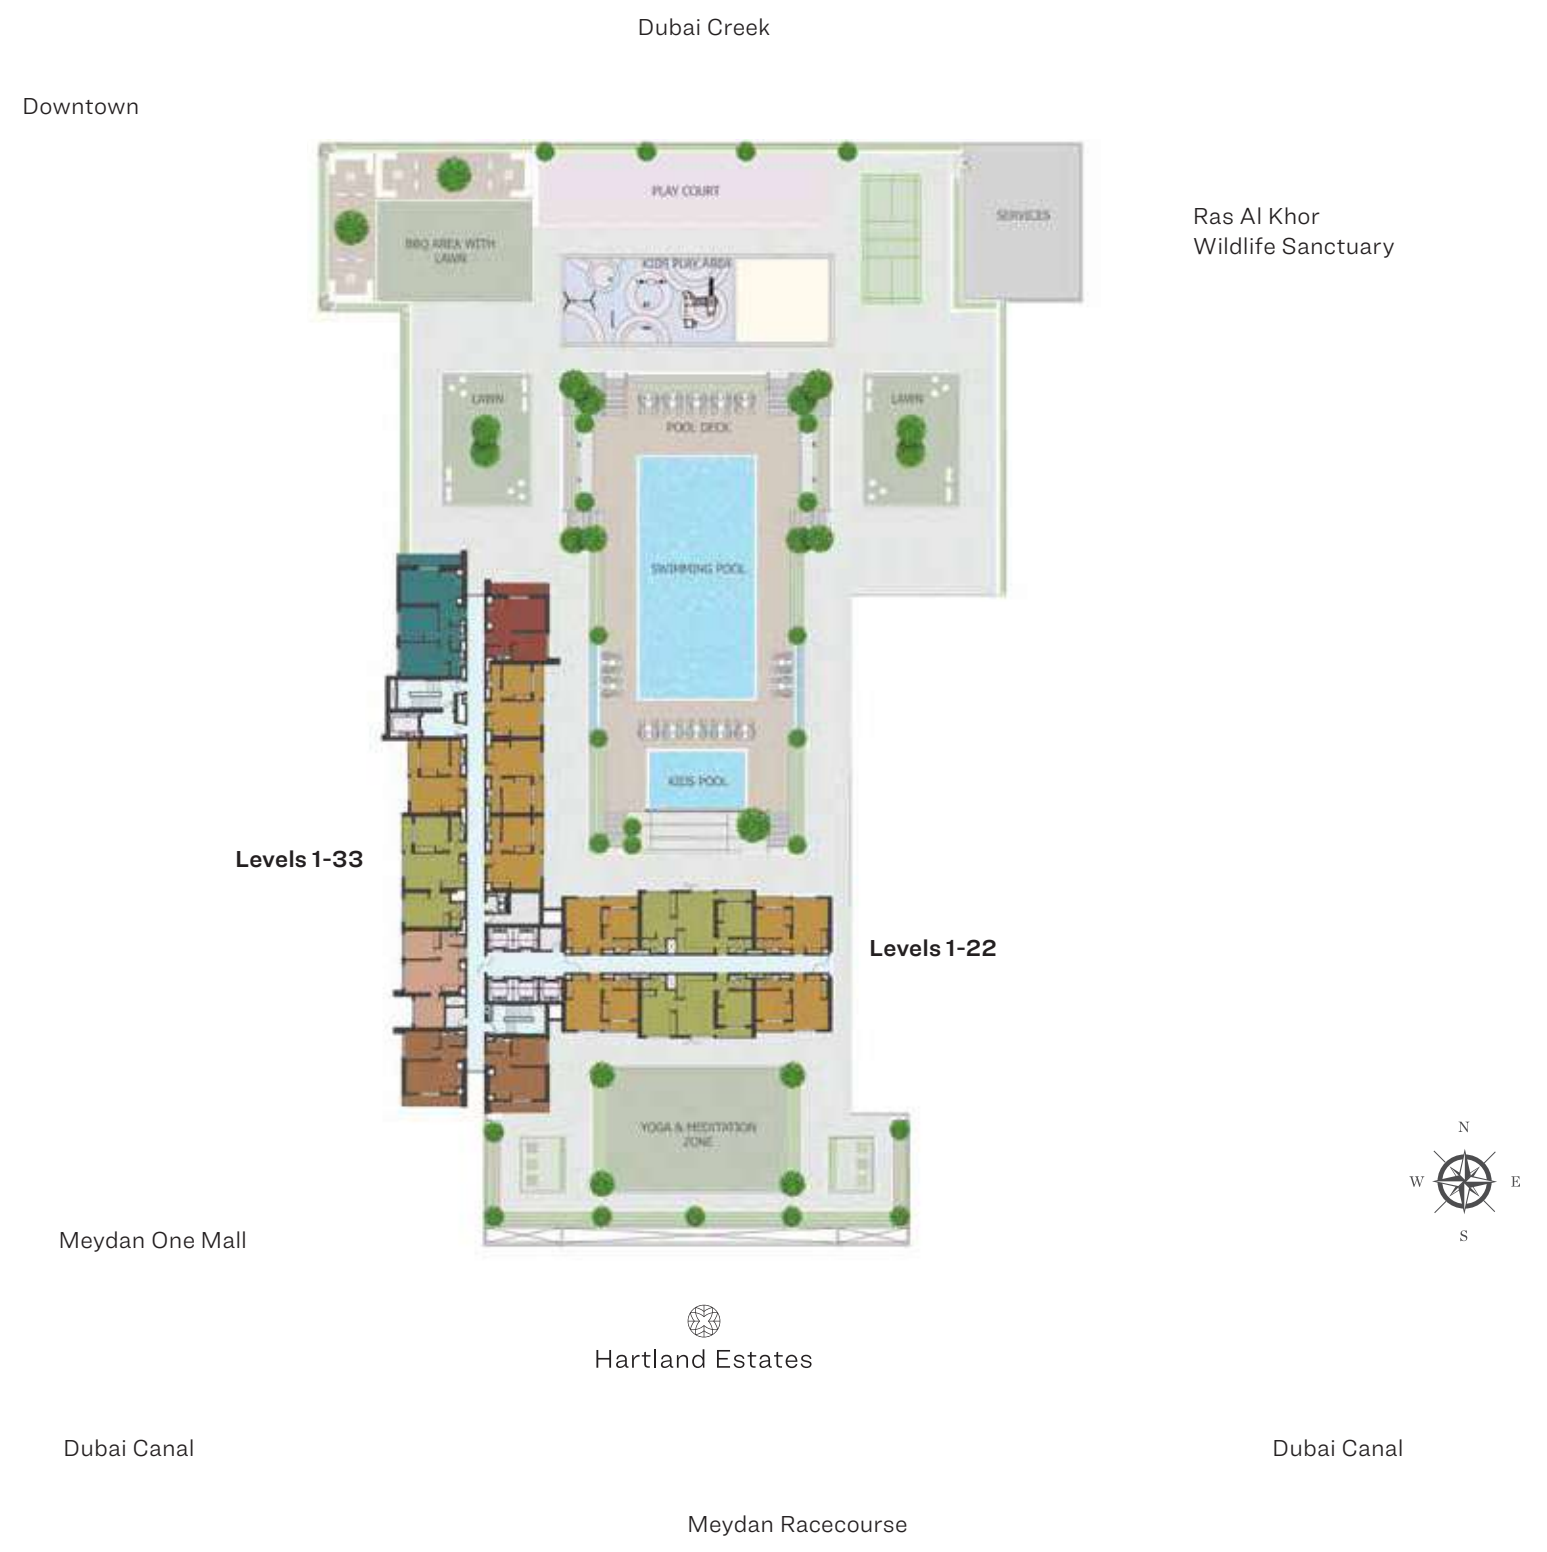 Dubai Creek
Downtown
PLAY COURT
SERVICES
Ras Al Khor
Wildlife Sanctuary
BBQ AREA WITH
LAWN
KIDS PLAY AREA
LAWN
LAWN
POOL DECK
SWIMMING POOL
KIDS POOL
Levels 1-33
Levels 1-22
YOGA & MEDITATION
ZONE
N
W
E
S
Meydan One Mall
Hartland Estates
Dubai Canal
Dubai Canal
Meydan Racecourse